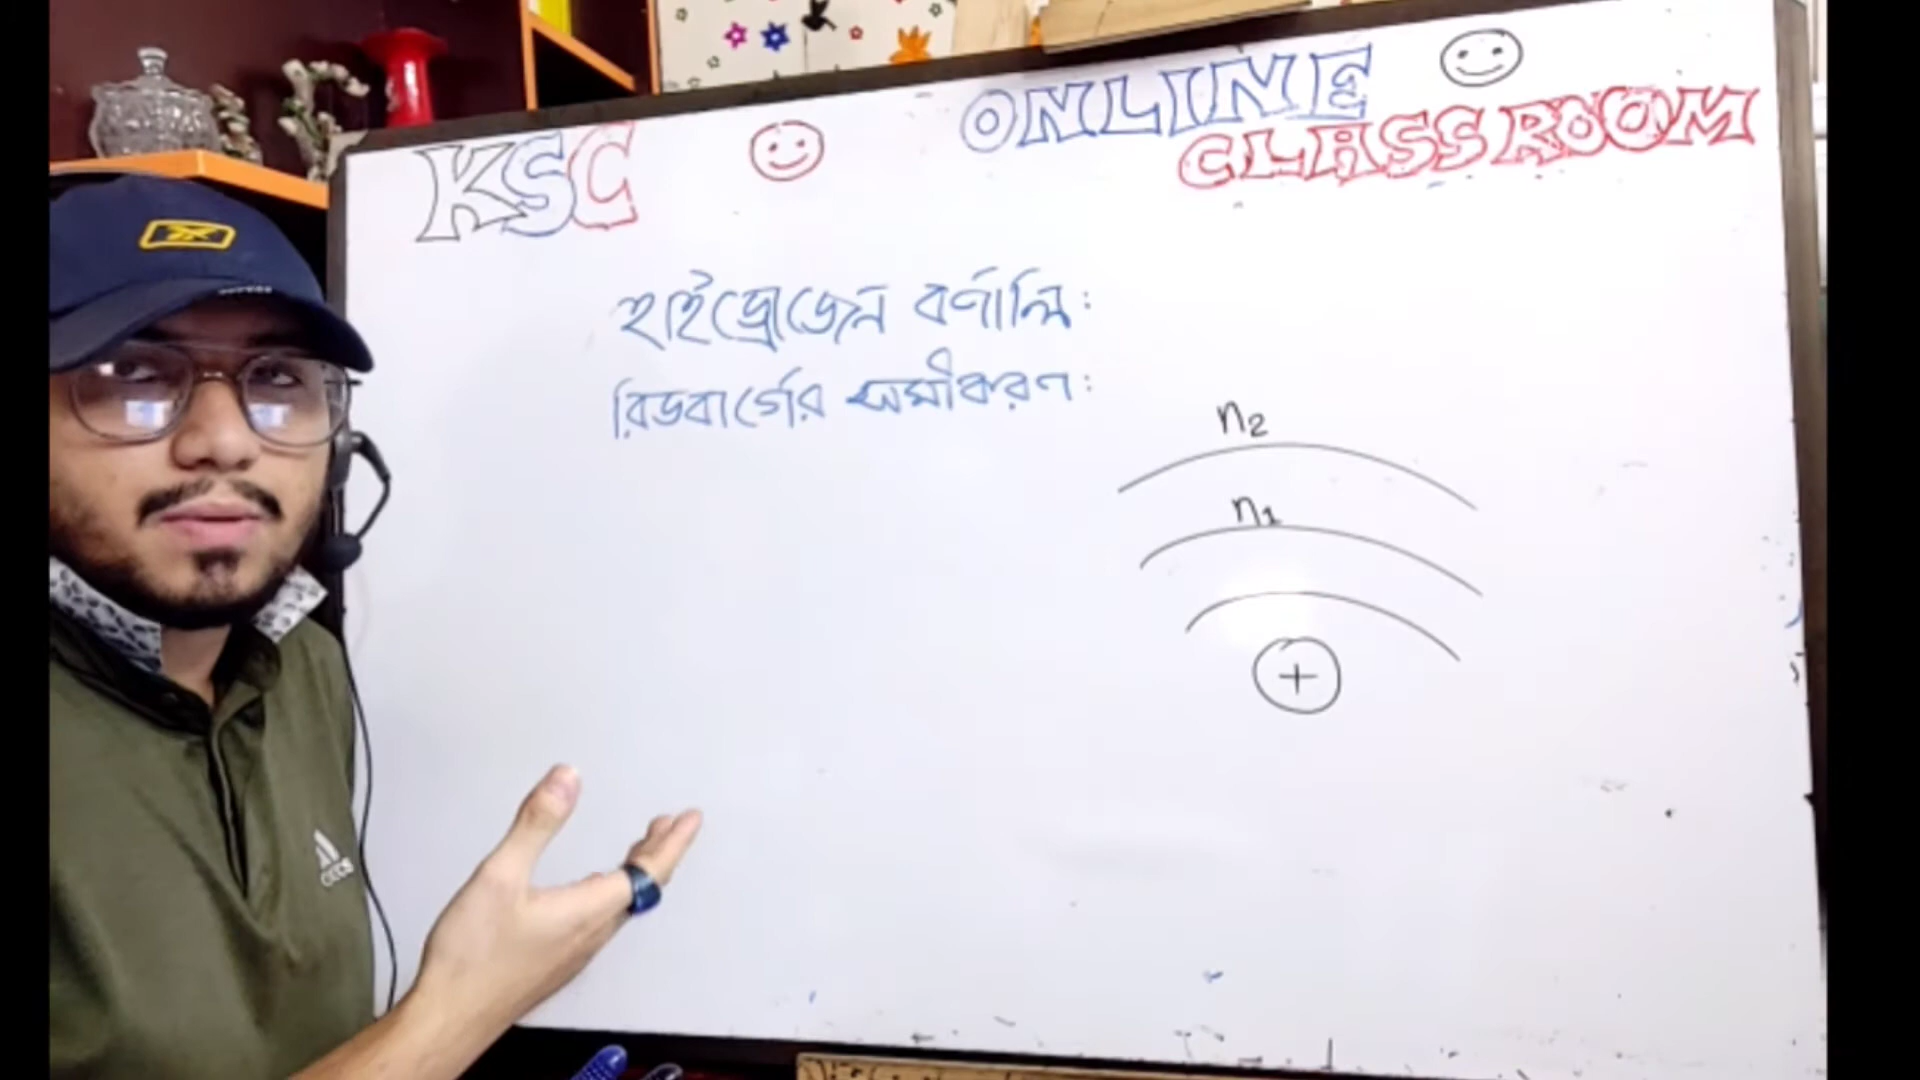 KSC
ONLINE
CLASSROOM
হাইড্রোজেন বর্ণালি:
রিডবার্গের সমীকরণ:
n₂
n₁
+